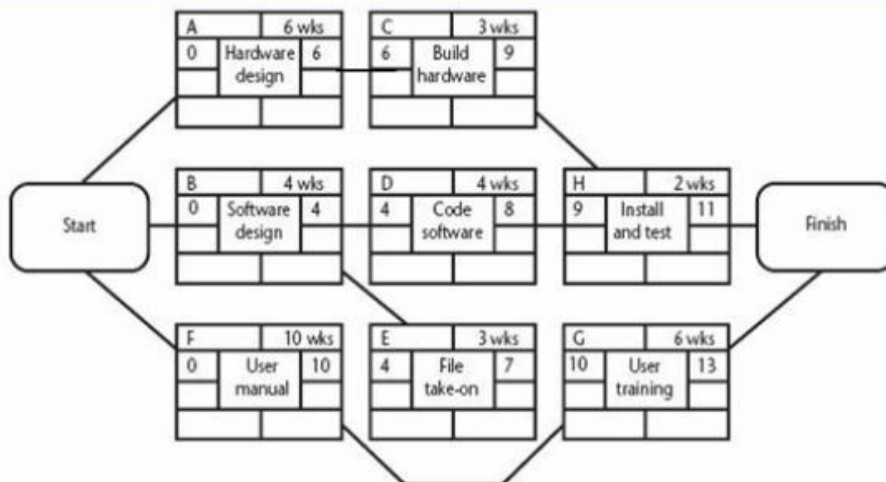 A 6 wks
0 Hardware design 6
C 3 wks
6 Build hardware 9
Start
B 4 wks
0 Software design 4
D 4 wks
4 Code software 8
H 2 wks
9 Install and test 11
Finish
F 10 wks
0 User manual 10
E 3 wks
4 File take-on 7
G 6 wks
10 User training 13